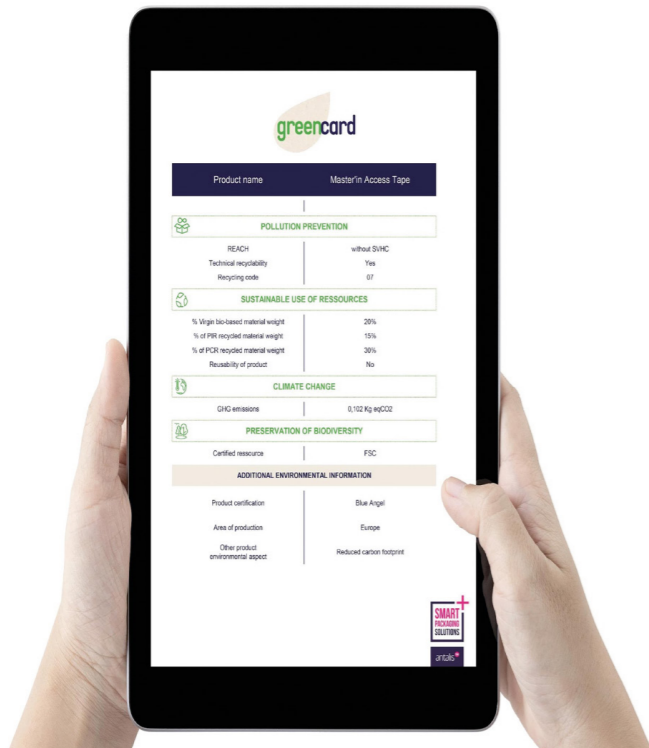 greencard
Product name Master'in Access Tape
POLLUTION PREVENTION
REACH without SVHC
Technical recyclability Yes
Recycling code 07
SUSTAINABLE USE OF RESSOURCES
% Virgin bio-based material weight 20%
% of PIR recycled material weight 15%
% of PCR recycled material weight 30%
Reusability of product No
CLIMATE CHANGE
GHG emissions 0,102 Kg eqCO2
PRESERVATION OF BIODIVERSITY
Certified ressource FSC
ADDITIONAL ENVIRONMENTAL INFORMATION
Product certification Blue Angel
Area of production Europe
Other product
environmental aspect Reduced carbon footprint
SMART
PACKAGING
SOLUTIONS
antalis